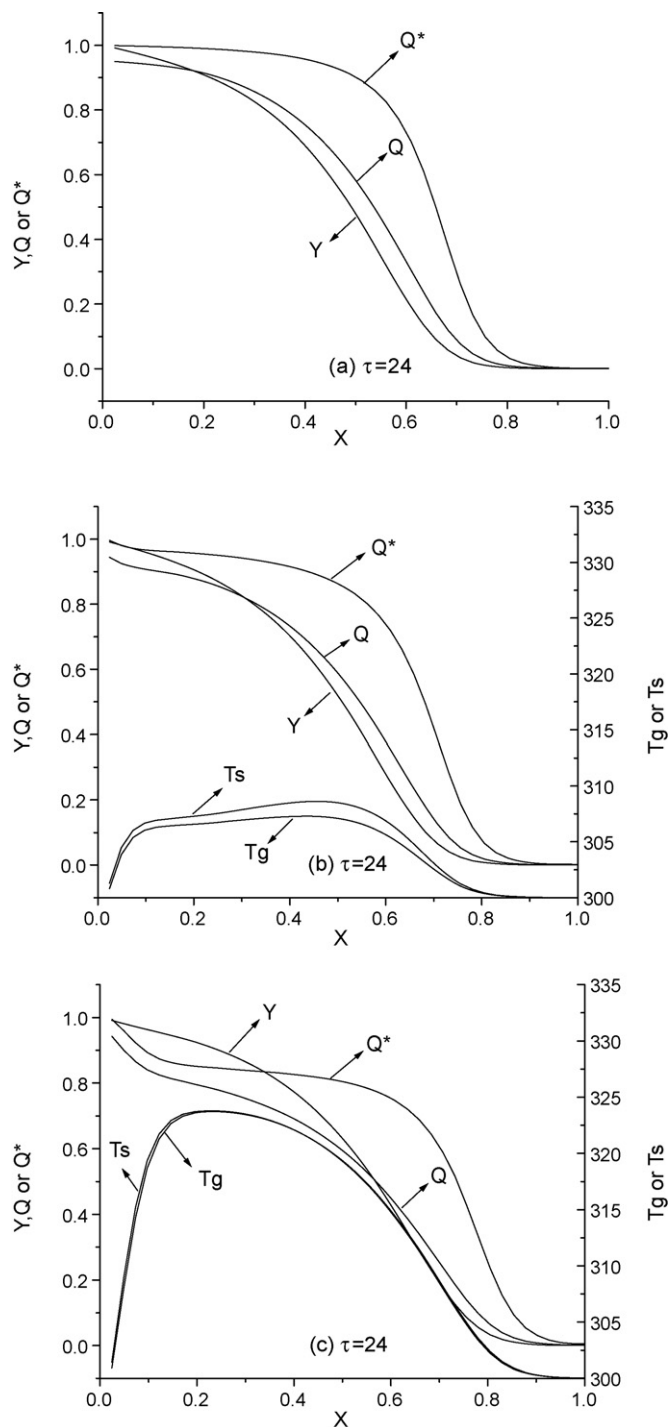 Y,Q or Q*
1.0
0.8
0.6
0.4
0.2
0.0
Q*
Q
Y
(a) τ=24
0.0 0.2 0.4 0.6 0.8 1.0
X
Y,Q or Q*
1.0
0.8
0.6
0.4
0.2
0.0
Q*
Q
Y
Ts
Tg
(b) τ=24
335
330
325
320
315
310
305
300
Tg or Ts
0.0 0.2 0.4 0.6 0.8 1.0
X
Y,Q or Q*
1.0
0.8
0.6
0.4
0.2
0.0
Y
Q*
Ts
Tg
Q
(c) τ=24
335
330
325
320
315
310
305
300
Tg or Ts
0.0 0.2 0.4 0.6 0.8 1.0
X